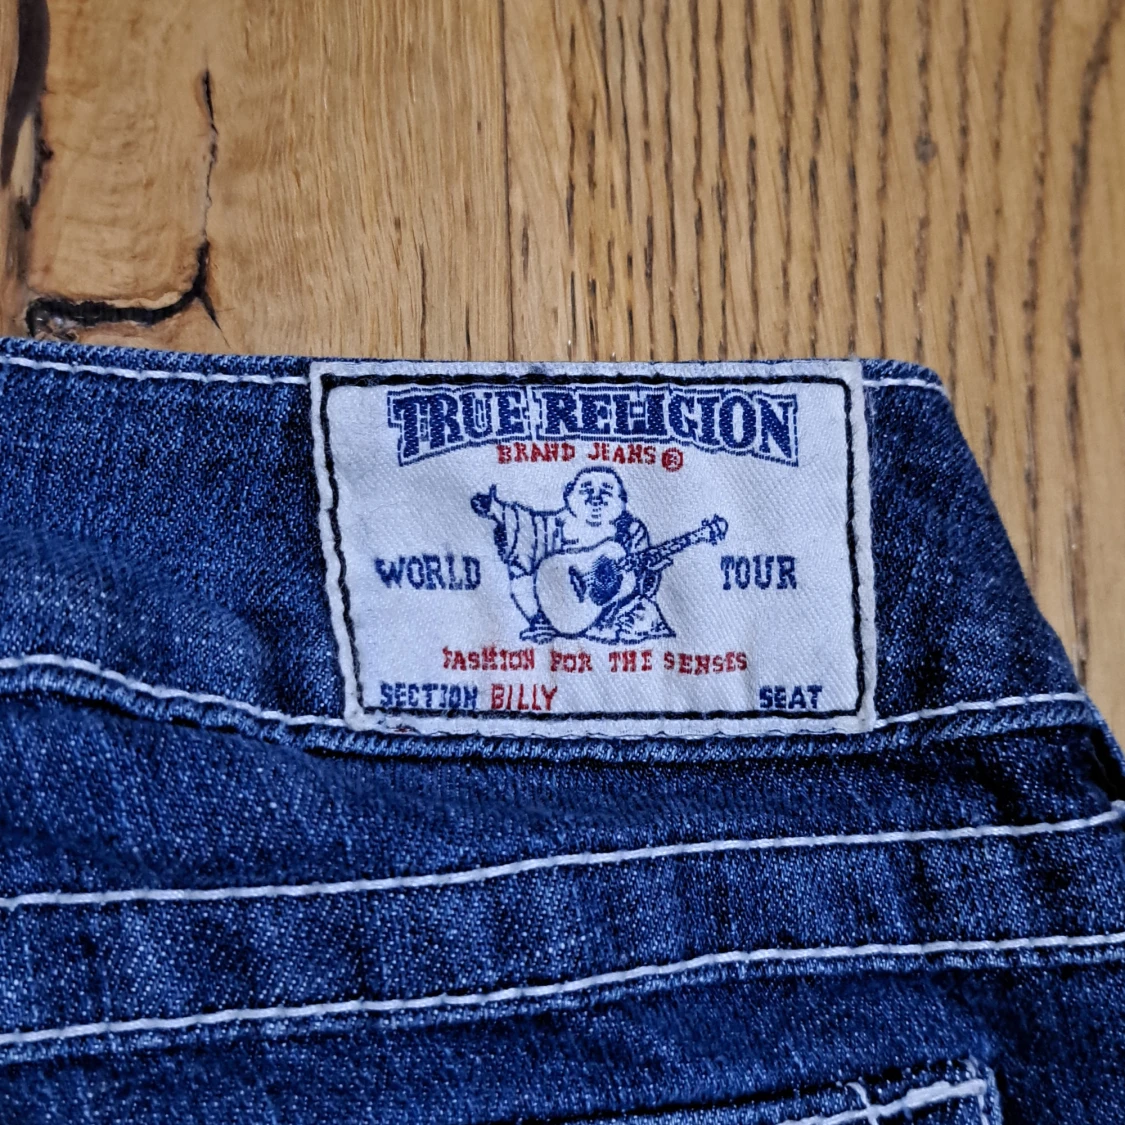 TRUE RELIGION
BRAND JEANS®
WORLD TOUR
FASHION FOR THE SENSES
SECTION BILLY SEAT